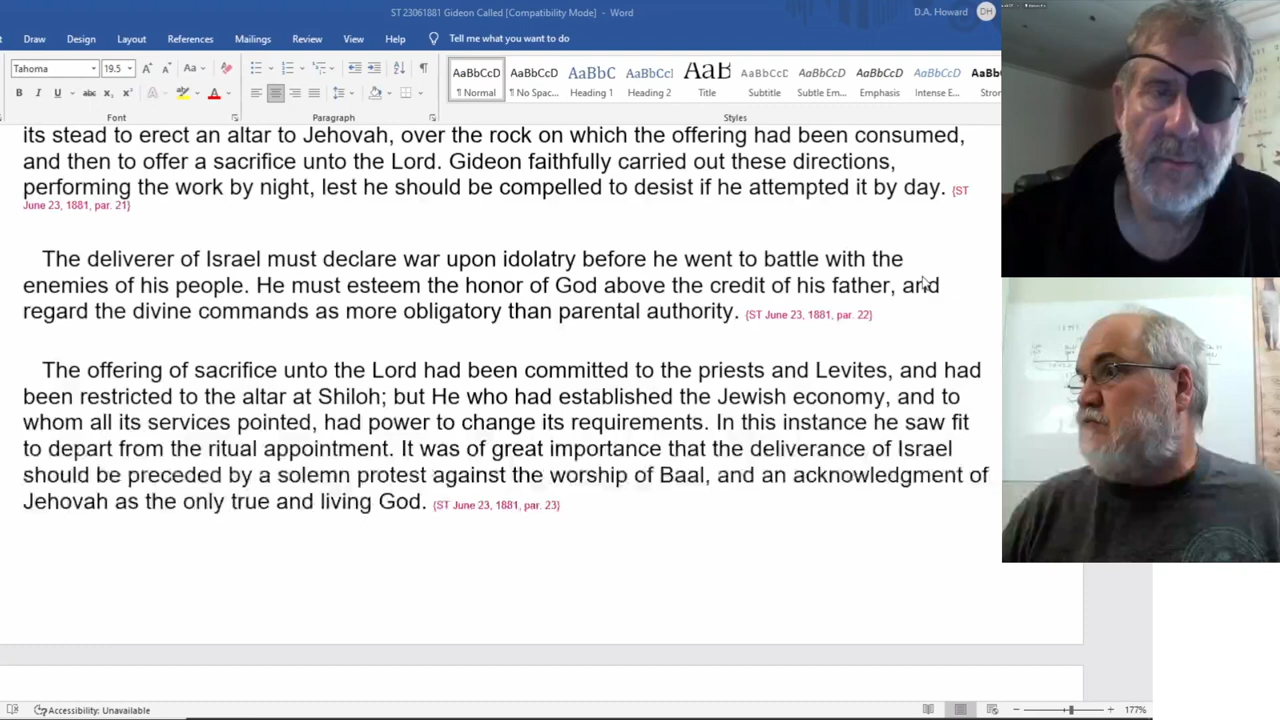 ST 23061881 Gideon Called [Compatibility Mode] - Word
D.A. Howard
DH
Draw Design Layout References Mailings Review View Help Tell me what you want to do
Tahoma 19.5
AaBbCcD AaBbCcD AaBbC AaBbCcl AaB AaBbCcD AaBbCcD AaBbCcD AaBbCcD AaBb
¶ Normal ¶ No Spac... Heading 1 Heading 2 Title Subtitle Subtle Em... Emphasis Intense E... Stron
Font Paragraph Styles
its stead to erect an altar to Jehovah, over the rock on which the offering had been consumed,
and then to offer a sacrifice unto the Lord. Gideon faithfully carried out these directions,
performing the work by night, lest he should be compelled to desist if he attempted it by day. {ST
June 23, 1881, par. 21}
The deliverer of Israel must declare war upon idolatry before he went to battle with the
enemies of his people. He must esteem the honor of God above the credit of his father, and
regard the divine commands as more obligatory than parental authority. {ST June 23, 1881, par. 22}
The offering of sacrifice unto the Lord had been committed to the priests and Levites, and had
been restricted to the altar at Shiloh; but He who had established the Jewish economy, and to
whom all its services pointed, had power to change its requirements. In this instance he saw fit
to depart from the ritual appointment. It was of great importance that the deliverance of Israel
should be preceded by a solemn protest against the worship of Baal, and an acknowledgment of
Jehovah as the only true and living God. {ST June 23, 1881, par. 23}
Accessibility: Unavailable
177%